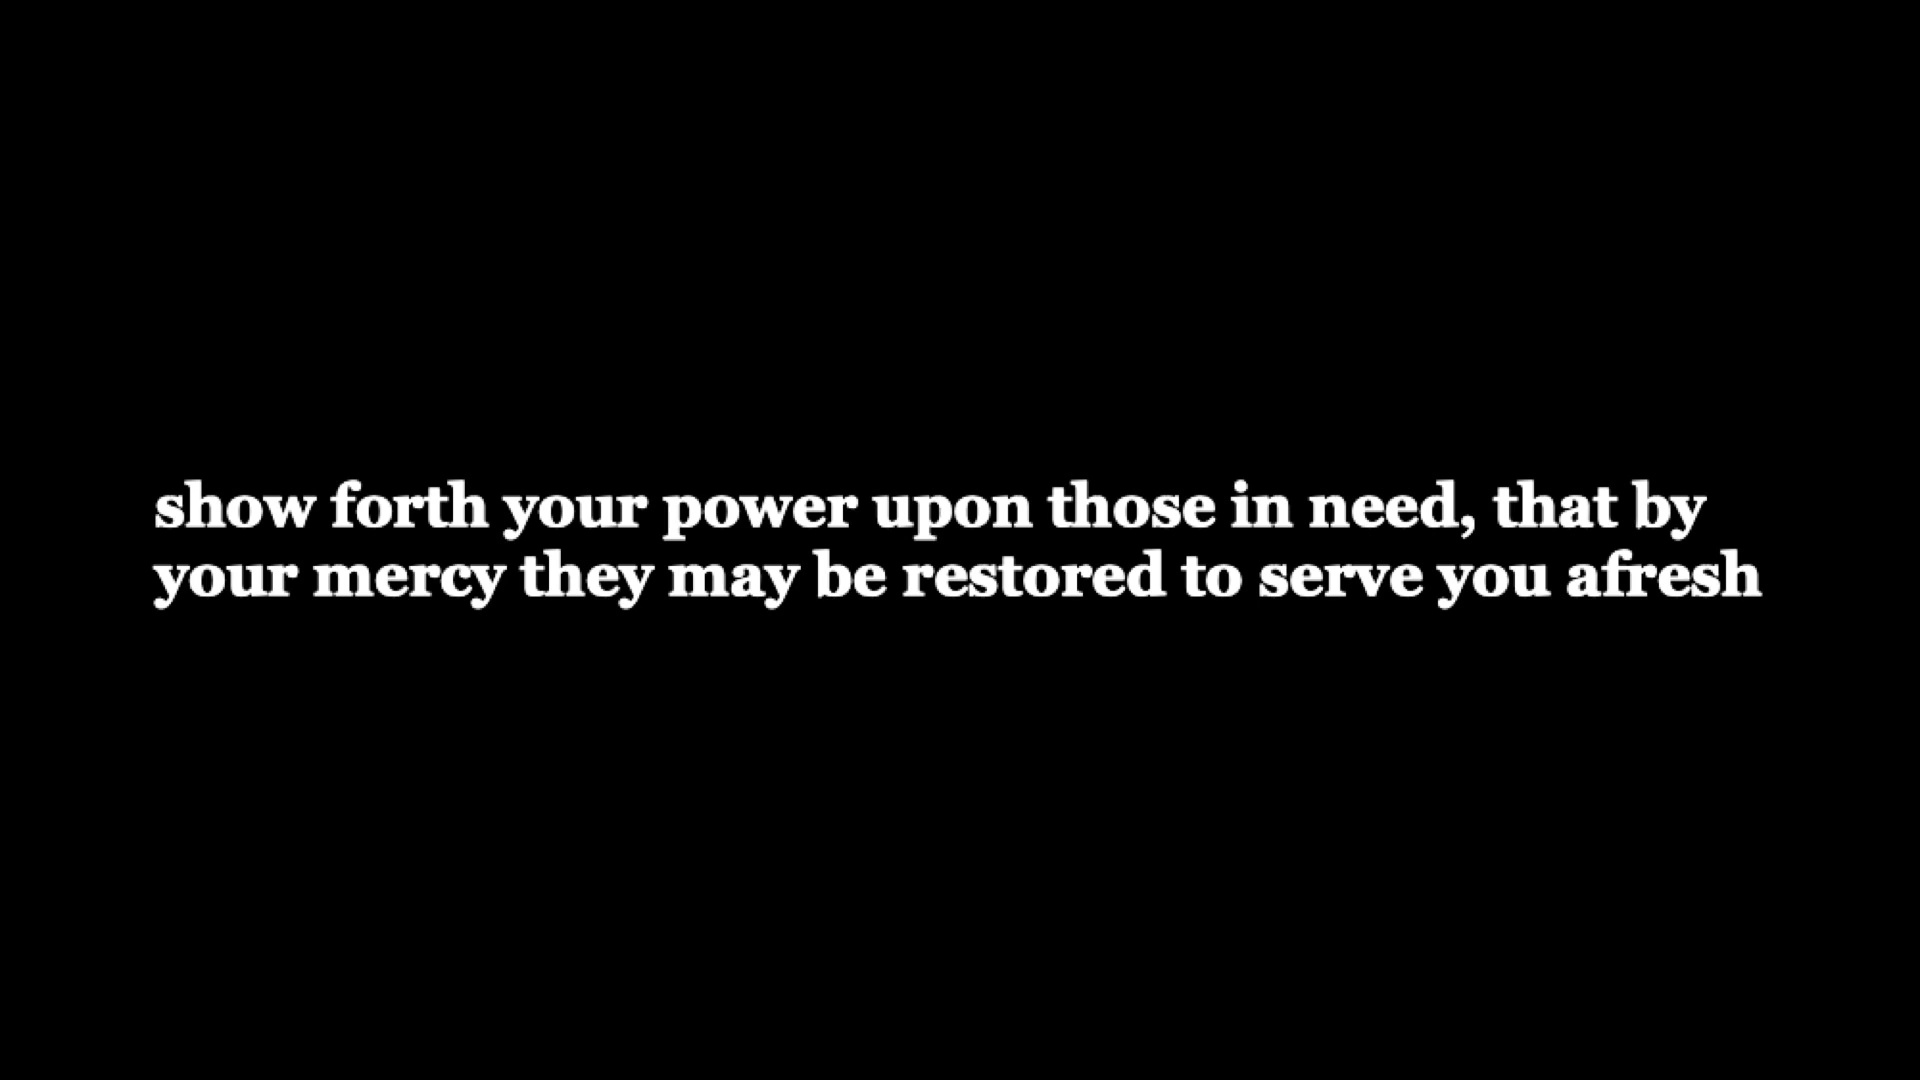 show forth your power upon those in need, that by
your mercy they may be restored to serve you afresh